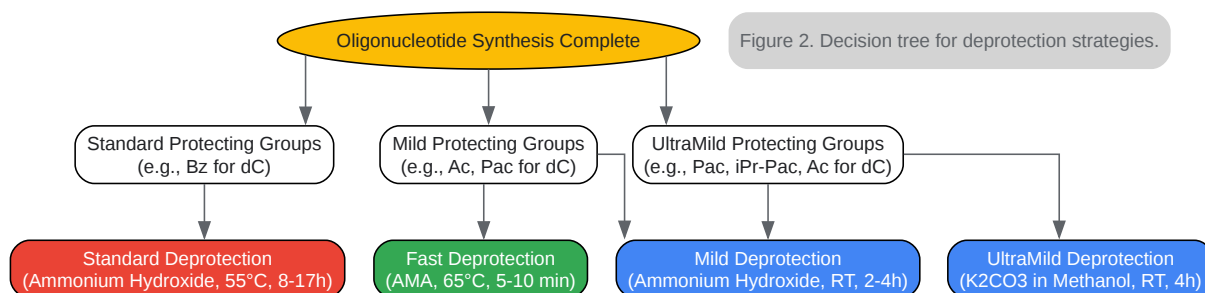 Oligonucleotide Synthesis Complete
Figure 2. Decision tree for deprotection strategies.
Standard Protecting Groups
(e.g., Bz for dC)
Mild Protecting Groups
(e.g., Ac, Pac for dC)
UltraMild Protecting Groups
(e.g., Pac, iPr-Pac, Ac for dC)
Standard Deprotection
(Ammonium Hydroxide, 55°C, 8-17h)
Fast Deprotection
(AMA, 65°C, 5-10 min)
Mild Deprotection
(Ammonium Hydroxide, RT, 2-4h)
UltraMild Deprotection
(K2CO3 in Methanol, RT, 4h)